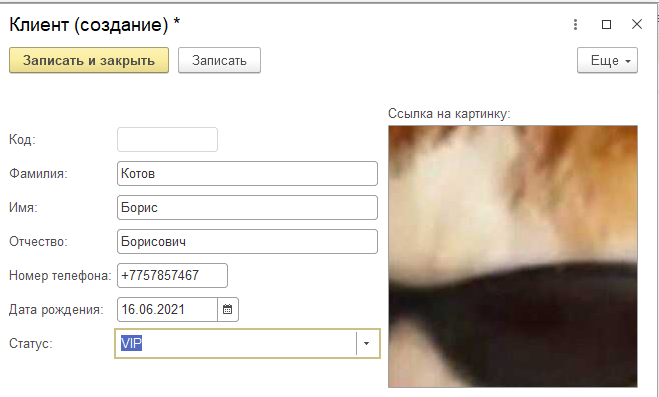 Клиент (создание) *
Записать и закрыть Записать Еще
Ссылка на картинку:
Код:
Фамилия: Котов
Имя: Борис
Отчество: Борисович
Номер телефона: +7757857467
Дата рождения: 16.06.2021
Статус: VIP